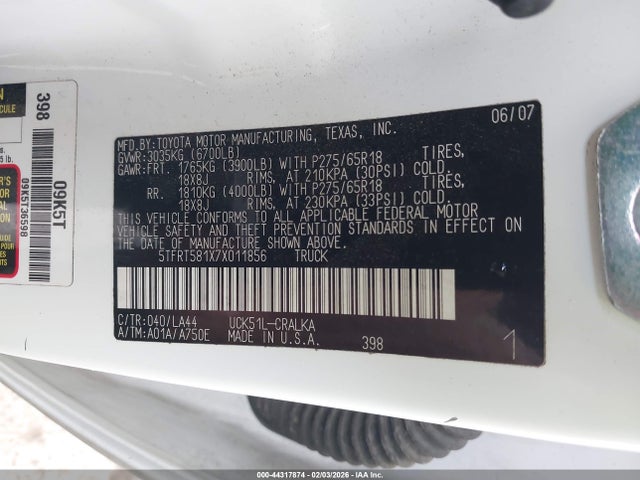 MFD.BY:TOYOTA MOTOR MANUFACTURING, TEXAS, INC. 06/07
GVWR:3035KG (6700LB)
GAWR:FRT. 1765KG (3900LB) WITH P275/65R18 TIRES,
18X8J RIMS, AT 210KPA (30PSI) COLD.
RR. 1810KG (4000LB) WITH P275/65R18 TIRES,
18X8J RIMS, AT 230KPA (33PSI) COLD.
THIS VEHICLE CONFORMS TO ALL APPLICABLE FEDERAL MOTOR
VEHICLE SAFETY AND THEFT PREVENTION STANDARDS IN EFFECT ON
THE DATE OF MANUFACTURE SHOWN ABOVE.
5TFRT581X7X011856 TRUCK
C/TR:040/LA44 UCK51L-CRALKA
A/TM:A01A/A750E MADE IN U.S.A. 398 1
398
09K5T
09K5T36598
000-44317874 - 02/03/2026 - IAAI.COM